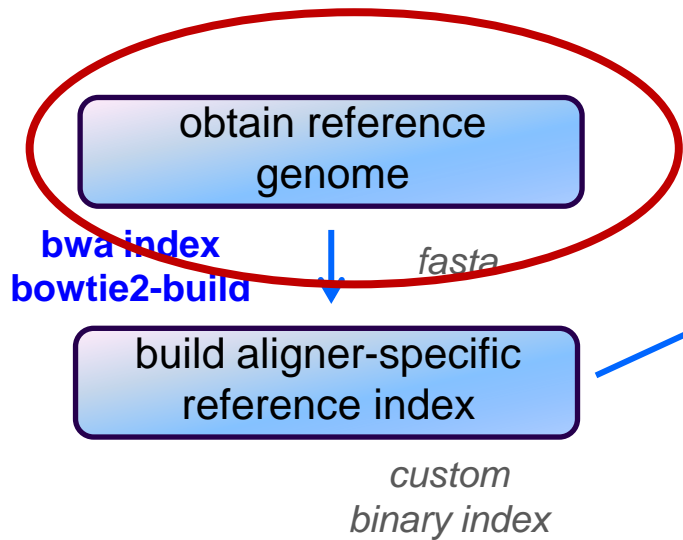 obtain reference
genome
bwa index
bowtie2-build
fasta
build aligner-specific
reference index
custom
binary index